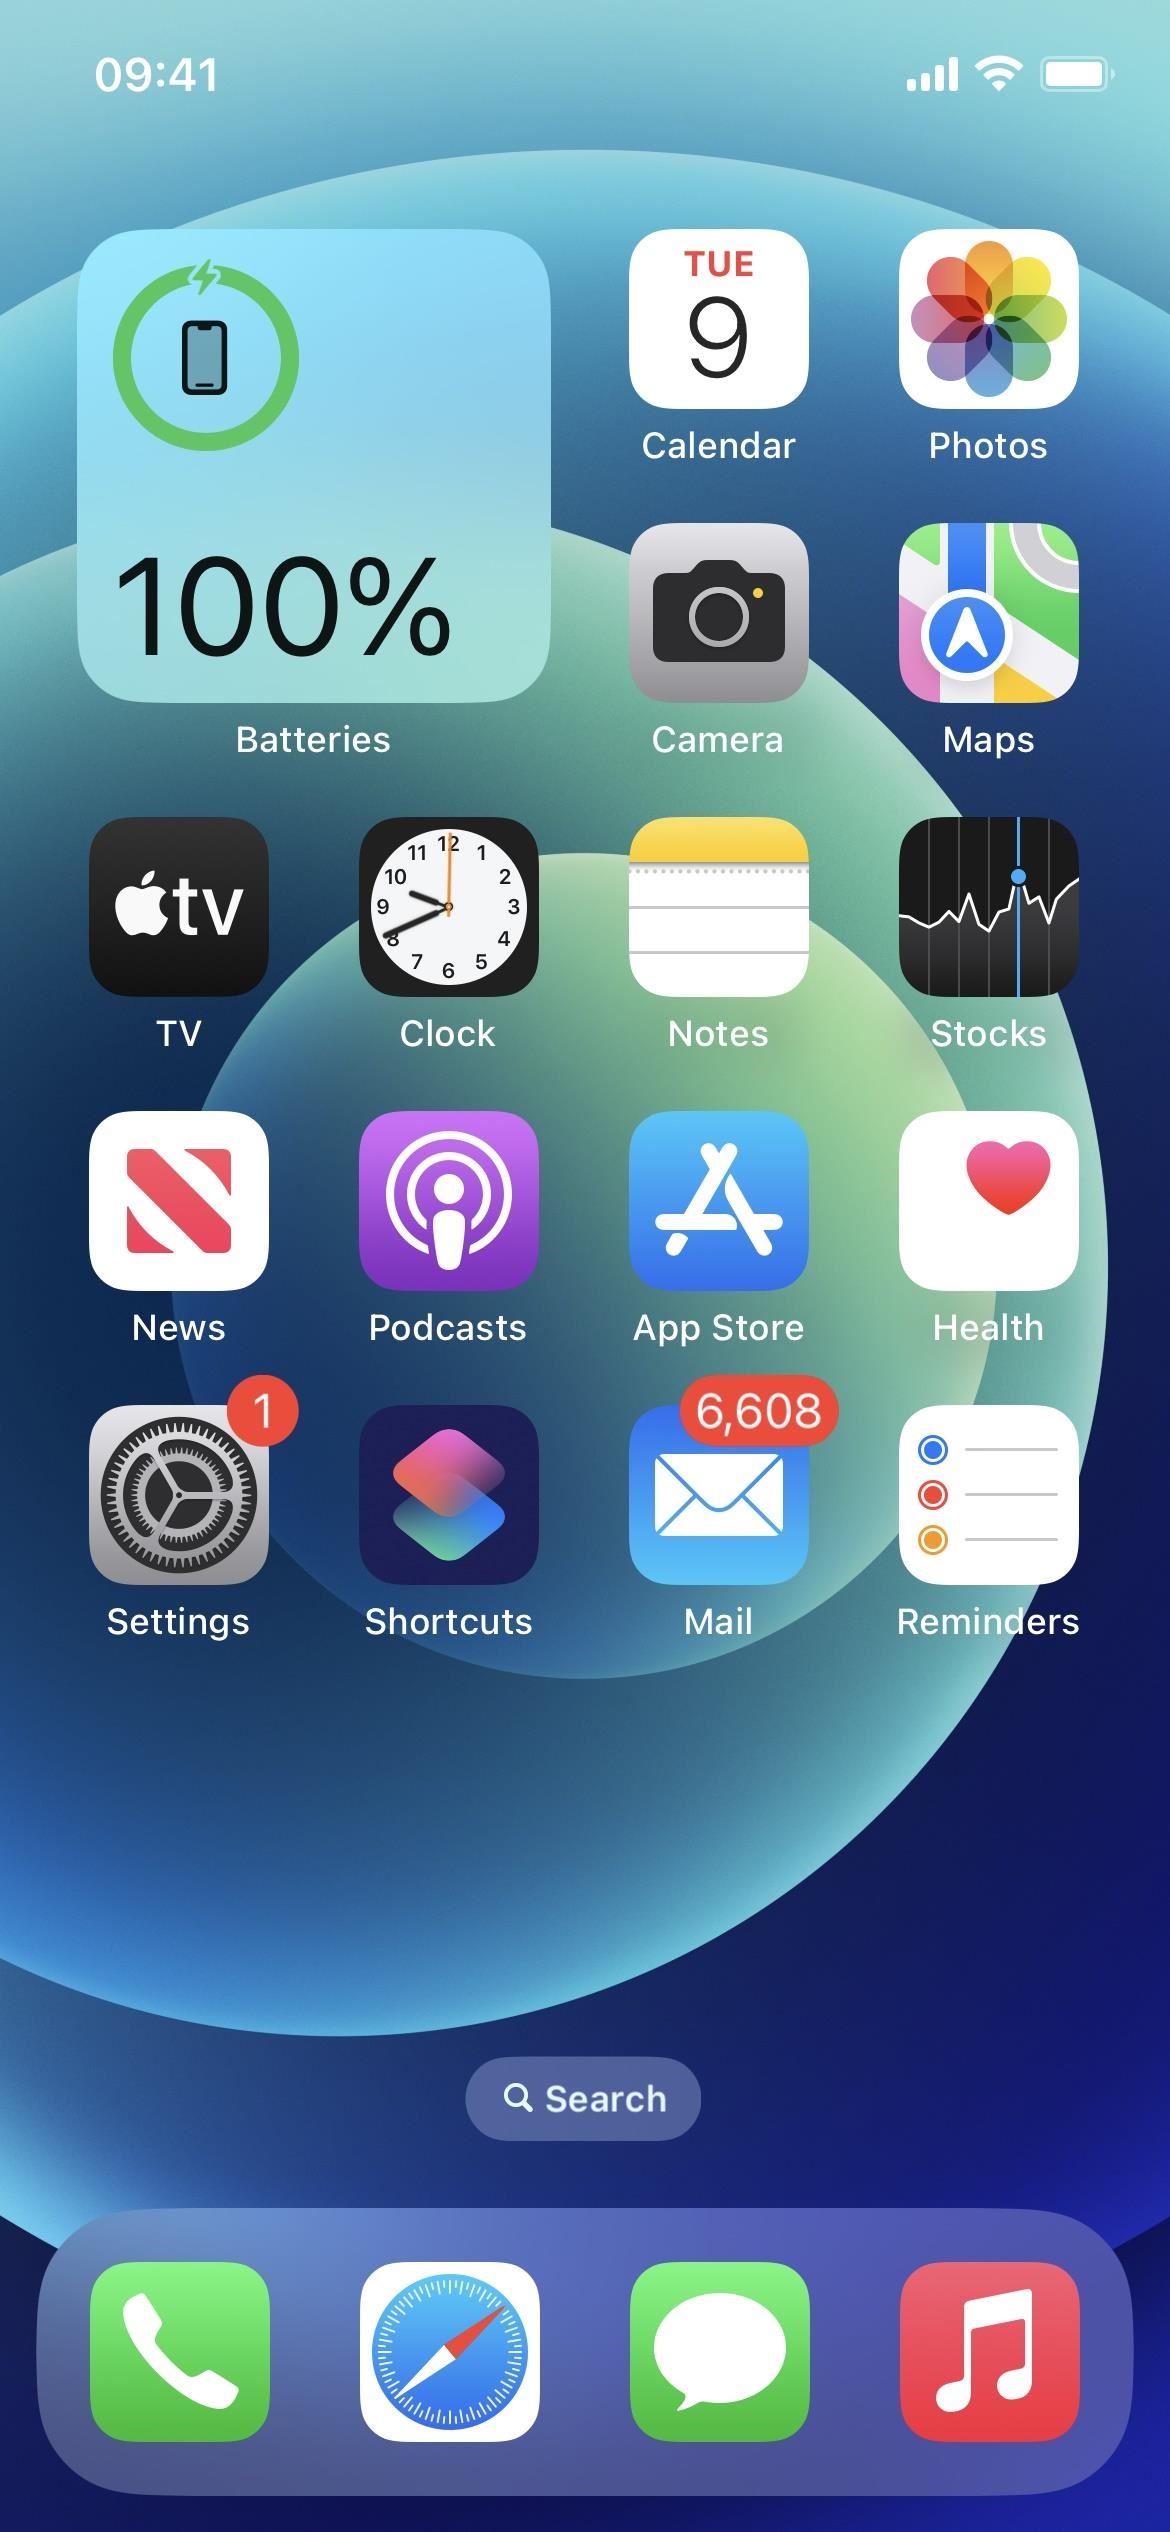 09:41
TUE
9
Calendar
Photos
100%
Batteries
Camera
Maps
tv
12
11 1
10 2
9 3
8 4
7 5
6
TV
Clock
Notes
Stocks
News
Podcasts
App Store
Health
1
6,608
Settings
Shortcuts
Mail
Reminders
Search